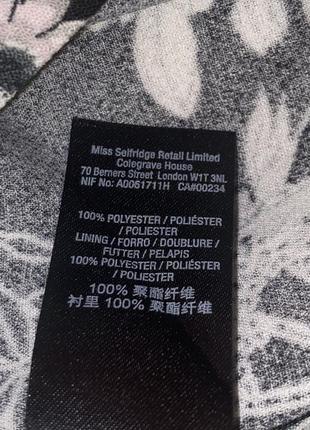 Miss Selfridge Retail Limited
Colegrave House
70 Berners Street London W1T 3NL
NIF No: A0061711H CA#00234
100% POLYESTER / POLIÉSTER
/ POLIESTER
LINING / FORRO / DOUBLURE /
FUTTER / PELAPIS
100% POLYESTER / POLIÉSTER
/ POLIESTER
100% 聚酯纤维
衬里 100% 聚酯纤维